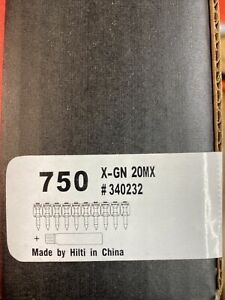 750 X-GN 20MX
#340232
+
Made by Hilti in China